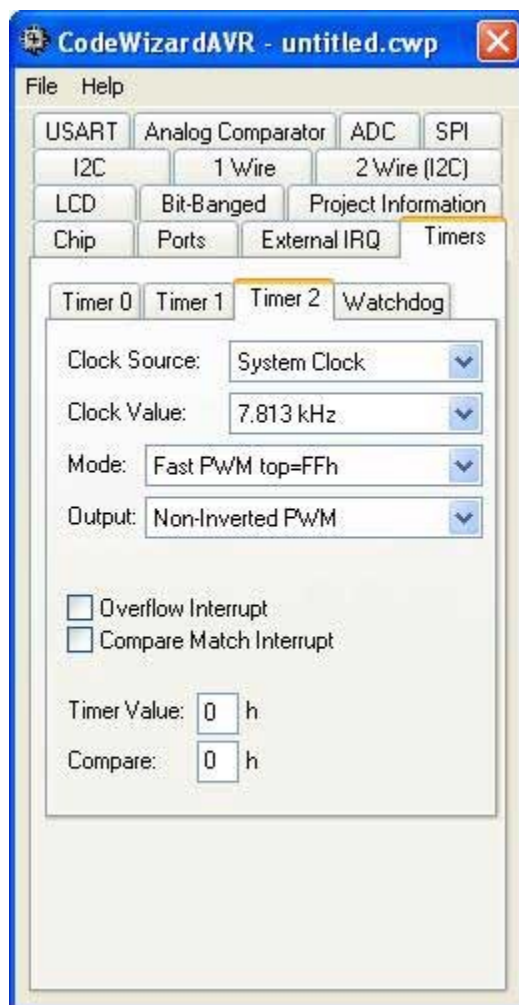 CodeWizardAVR - untitled.cwp
File Help
USART Analog Comparator ADC SPI
I2C 1 Wire 2 Wire (I2C)
LCD Bit-Banged Project Information
Chip Ports External IRQ Timers
Timer 0 Timer 1 Timer 2 Watchdog
Clock Source: System Clock
Clock Value: 7.813 kHz
Mode: Fast PWM top=FFh
Output: Non-Inverted PWM
Overflow Interrupt
Compare Match Interrupt
Timer Value: 0 h
Compare: 0 h